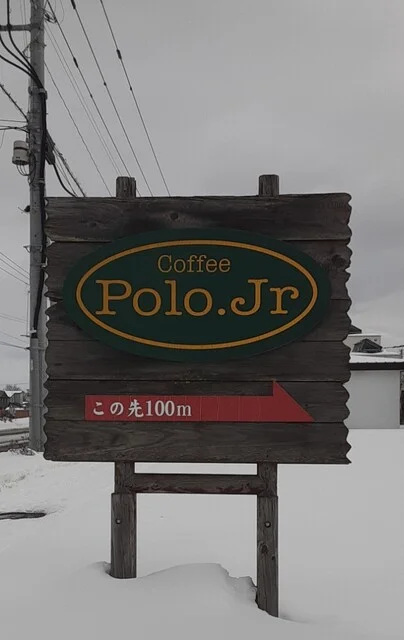 Coffee
Polo.Jr
この先100m